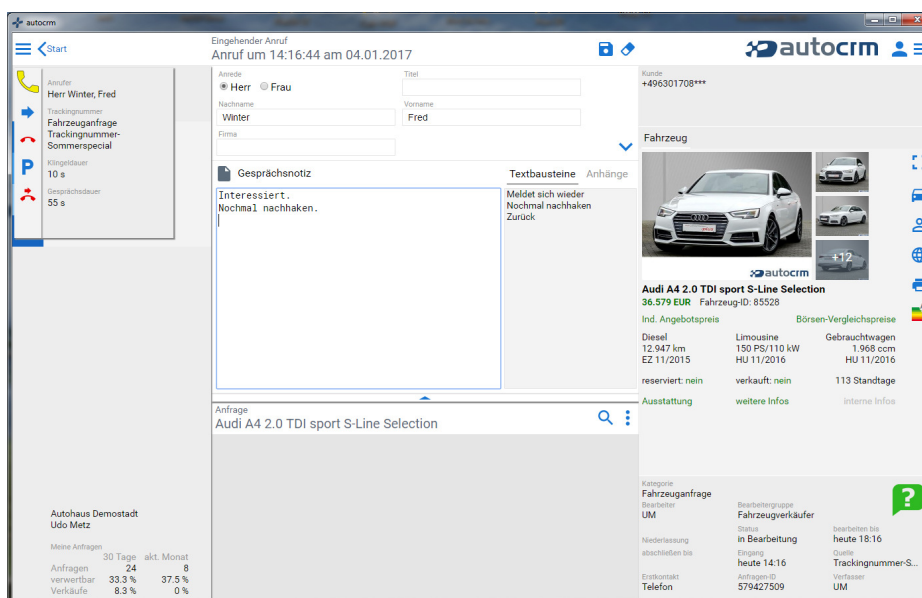 autocrm
Start
Eingehender Anruf
Anruf um 14:16:44 am 04.01.2017
autocrm
Anrufer
Herr Winter, Fred
Trackingnummer
Fahrzeuganfrage
Trackingnummer-
Sommerspecial
Klingeldauer
10 s
Gesprächsdauer
55 s
P
Autohaus Demostadt
Udo Metz
Meine Anfragen
30 Tage akt. Monat
Anfragen 24 8
verwertbar 33.3 % 37.5 %
Verkäufe 8.3 % 0 %
Anrede
Herr Frau
Titel
Nachname
Winter
Vorname
Fred
Firma
Gesprächsnotiz
Textbausteine Anhänge
Interessiert.
Nochmal nachhaken.
Meldet sich wieder
Nochmal nachhaken
Zurück
Anfrage
Audi A4 2.0 TDI sport S-Line Selection
Kunde
+496301708***
Fahrzeug
+12
autocrm
Audi A4 2.0 TDI sport S-Line Selection
36.579 EUR Fahrzeug-ID: 85528
Ind. Angebotspreis Börsen-Vergleichspreise
Diesel Limousine Gebrauchtwagen
12.947 km 150 PS/110 kW 1.968 ccm
EZ 11/2015 HU 11/2016 HU 11/2016
reserviert: nein verkauft: nein 113 Standtage
Ausstattung weitere Infos interne Infos
Kategorie
Fahrzeuganfrage
Bearbeiter Bearbeitergruppe
UM Fahrzeugverkäufer
Niederlassung
Status bearbeiten bis
in Bearbeitung heute 18:16
abschließen bis Eingang Quelle
heute 14:16 Trackingnummer-S...
Erstkontakt Anfragen-ID Verfasser
Telefon 579427509 UM
?